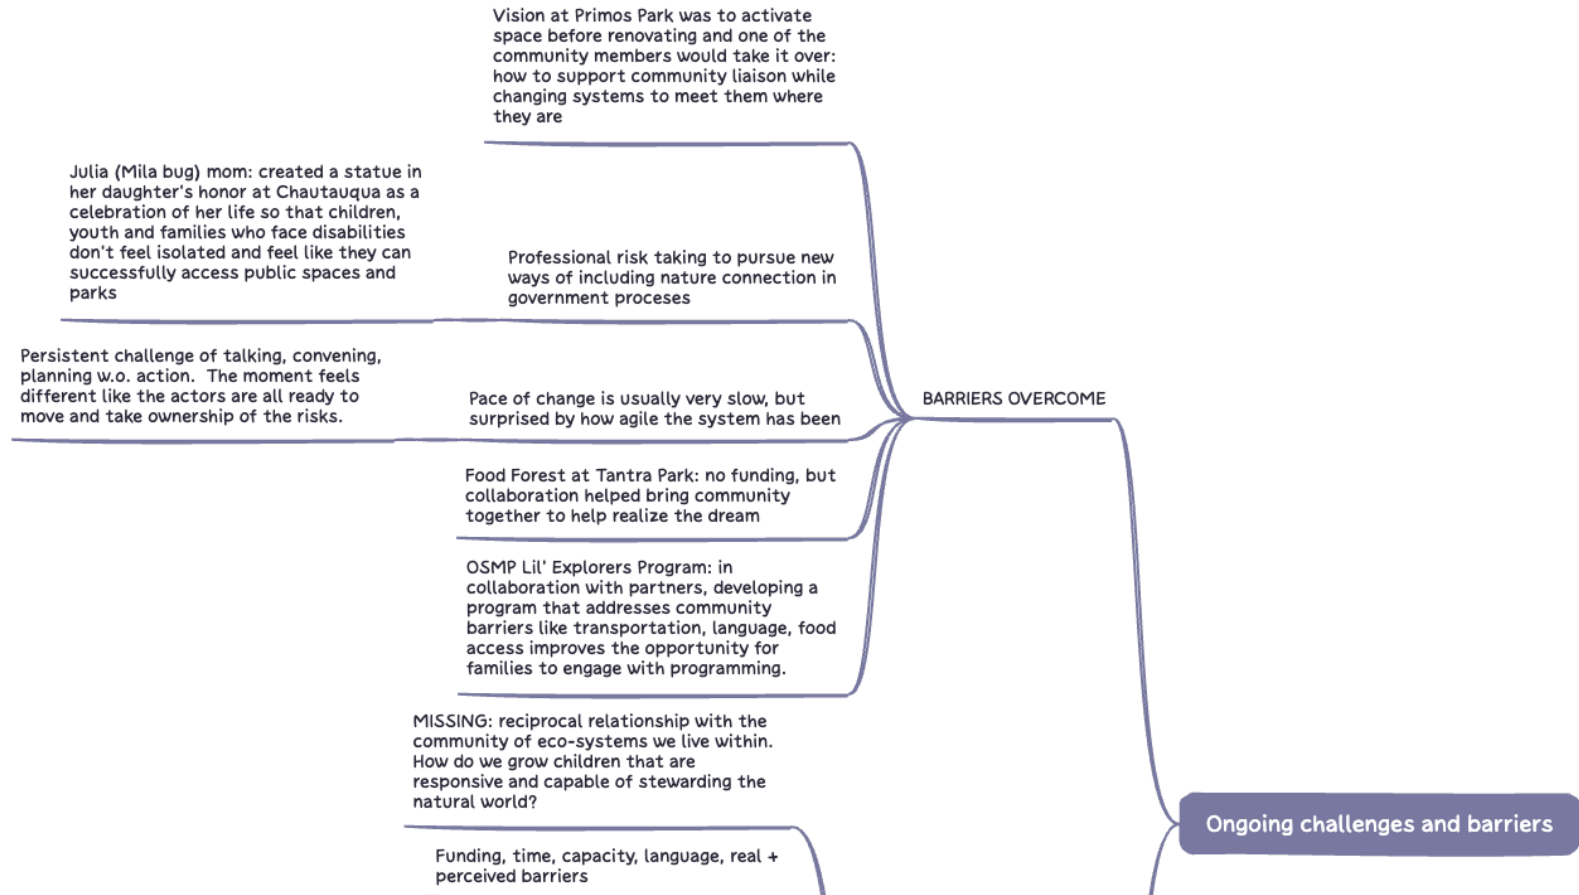 Vision at Primos Park was to activate
space before renovating and one of the
community members would take it over:
how to support community liaison while
changing systems to meet them where
they are
Julia (Mila bug) mom: created a statue in
her daughter's honor at Chautauqua as a
celebration of her life so that children,
youth and families who face disabilities
don't feel isolated and feel like they can
successfully access public spaces and
parks
Professional risk taking to pursue new
ways of including nature connection in
government proceses
Persistent challenge of talking, convening,
planning w.o. action.  The moment feels
different like the actors are all ready to
move and take ownership of the risks.
Pace of change is usually very slow, but
surprised by how agile the system has been
BARRIERS OVERCOME
Food Forest at Tantra Park: no funding, but
collaboration helped bring community
together to help realize the dream
OSMP Lil' Explorers Program: in
collaboration with partners, developing a
program that addresses community
barriers like transportation, language, food
access improves the opportunity for
families to engage with programming.
MISSING: reciprocal relationship with the
community of eco-systems we live within.
How do we grow children that are
responsive and capable of stewarding the
natural world?
Ongoing challenges and barriers
Funding, time, capacity, language, real +
perceived barriers